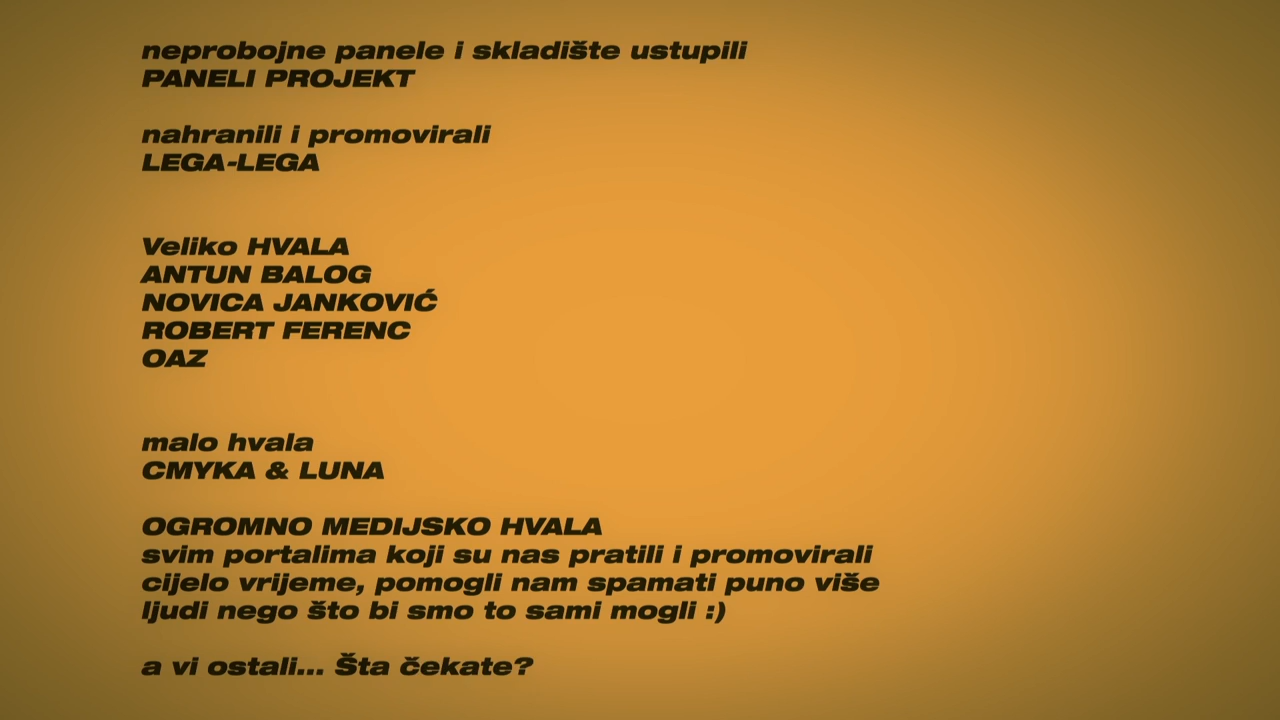 neprobojne panele i skladište ustupili
PANELI PROJEKT
nahranili i promovirali
LEGA-LEGA
Veliko HVALA
ANTUN BALOG
NOVICA JANKOVIĆ
ROBERT FERENC
OAZ
malo hvala
CMYKA & LUNA
OGROMNO MEDIJSKO HVALA
svim portalima koji su nas pratili i promovirali
cijelo vrijeme, pomogli nam spamati puno više
ljudi nego što bi smo to sami mogli :)
a vi ostali... Šta čekate?